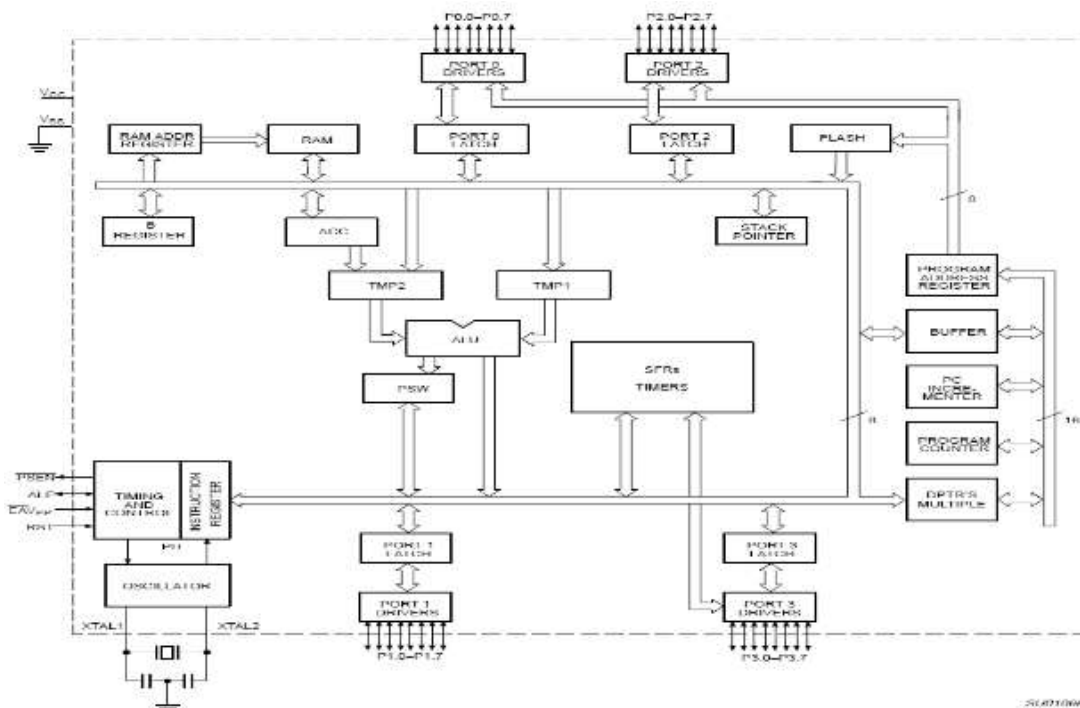 P0.0–P0.7
P2.0–P2.7
PORT 0
DRIVERS
PORT 2
DRIVERS
VCC
VSS
RAM ADDR
REGISTER
RAM
PORT 0
LATCH
PORT 2
LATCH
FLASH
8
B
REGISTER
ACC
STACK
POINTER
TMP2
TMP1
PROGRAM
ADDRESS
REGISTER
ALU
BUFFER
SFRs
TIMERS
PSW
PC
INCRE-
MENTER
8
16
PROGRAM
COUNTER
PSEN
ALE
EA/VPP
RST
TIMING
AND
CONTROL
INSTRUCTION
REGISTER
DPTR'S
MULTIPLE
PD
PORT 1
LATCH
PORT 3
LATCH
OSCILLATOR
PORT 1
DRIVERS
PORT 3
DRIVERS
XTAL1
XTAL2
P1.0–P1.7
P3.0–P3.7